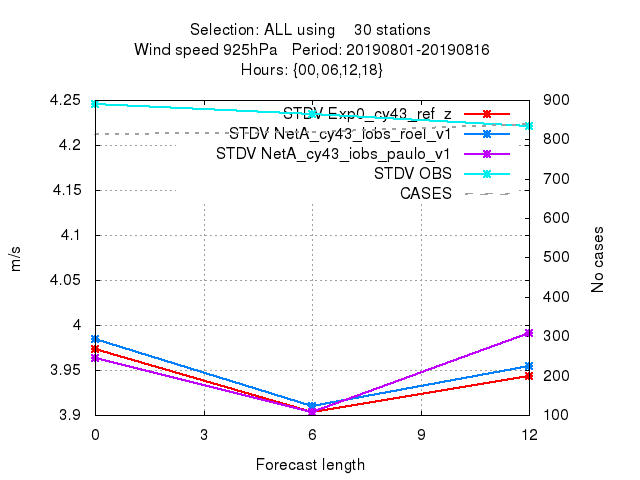 Selection: ALL using 30 stations
Wind speed 925hPa Period: 20190801-20190816
Hours: {00,06,12,18}
4.25
4.2
4.15
4.1
4.05
4
3.95
3.9
900
800
700
600
500
400
300
200
100
m/s
No cases
STDV Exp0_cy43_ref_z
STDV NetA_cy43_iobs_roel_v1
STDV NetA_cy43_iobs_paulo_v1
STDV OBS
CASES
0 3 6 9 12
Forecast length